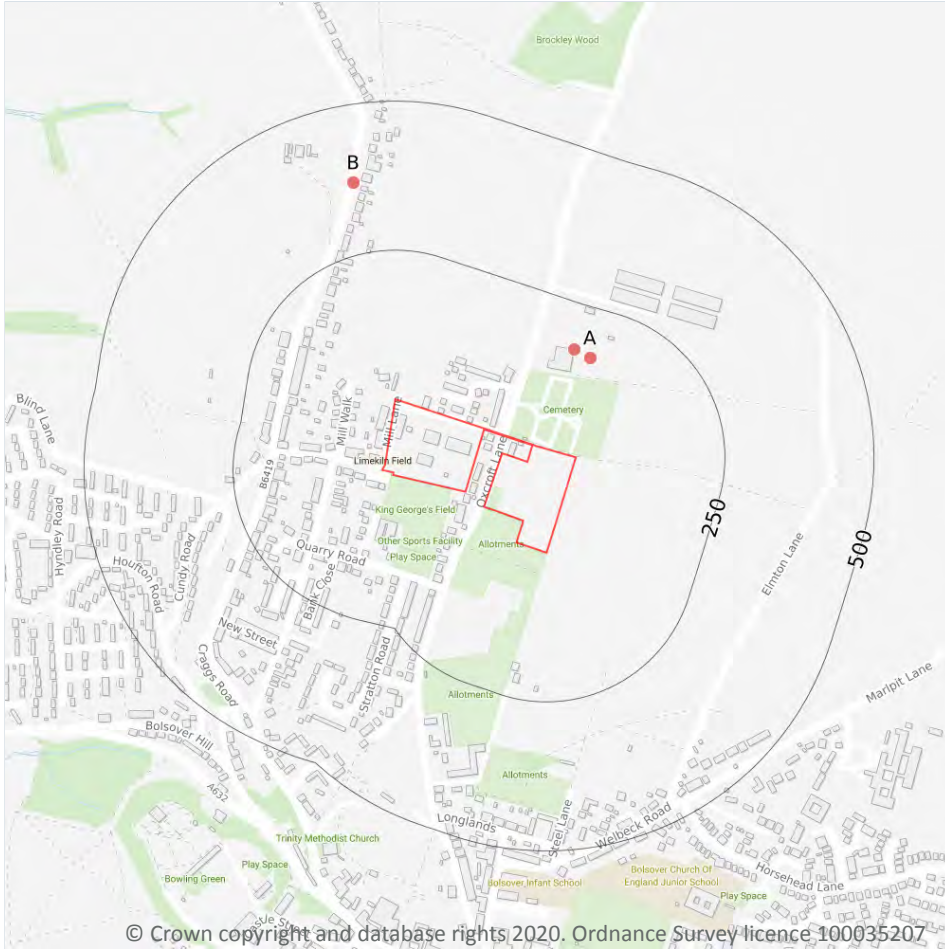 Brockley Wood
B
A
Cemetery
Blind Lane
Mill Walk
Mill Lane
Limekiln Field
Oxcroft Lane
B6419
King George's Field
Other Sports Facility
Play Space
Allotments
250
500
Elmton Lane
Hyndley Road
Houfton Road
Cundy Road
Quarry Road
Bank Close
New Street
Craggs Road
Stratton Road
Allotments
Marlpit Lane
Bolsover Hill
A632
Allotments
Longlands
Steel Lane
Welbeck Road
Trinity Methodist Church
Play Space
Bowling Green
Bolsover Infant School
Bolsover Church Of
England Junior School
Play Space
Horsehead Lane
© Crown copyright and database rights 2020. Ordnance Survey licence 100035207